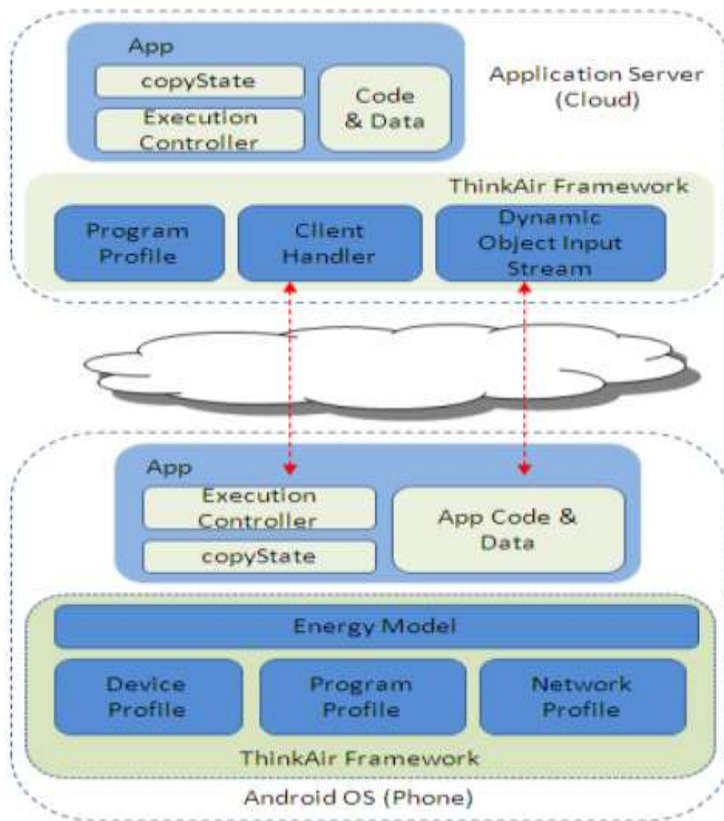 App
copyState
Execution
Controller
Code
& Data
Application Server
(Cloud)
ThinkAir Framework
Program
Profile
Client
Handler
Dynamic
Object Input
Stream
App
Execution
Controller
copyState
App Code &
Data
Energy Model
Device
Profile
Program
Profile
Network
Profile
ThinkAir Framework
Android OS (Phone)